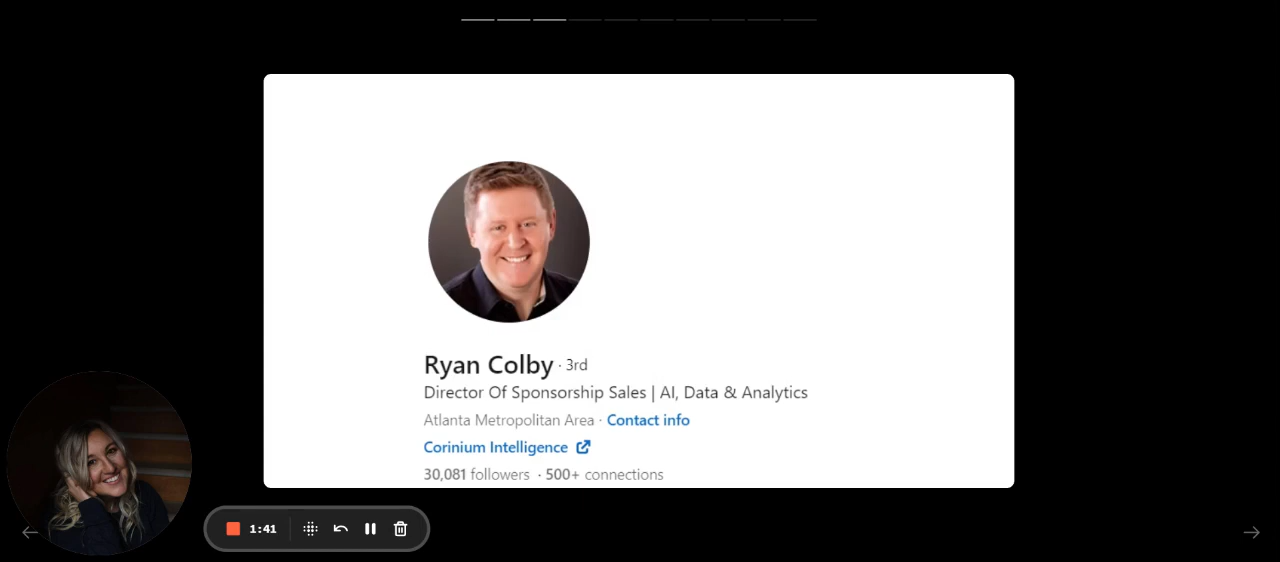 Ryan Colby · 3rd
Director Of Sponsorship Sales | AI, Data & Analytics
Atlanta Metropolitan Area · Contact info
Corinium Intelligence
30,081 followers · 500+ connections
1:41